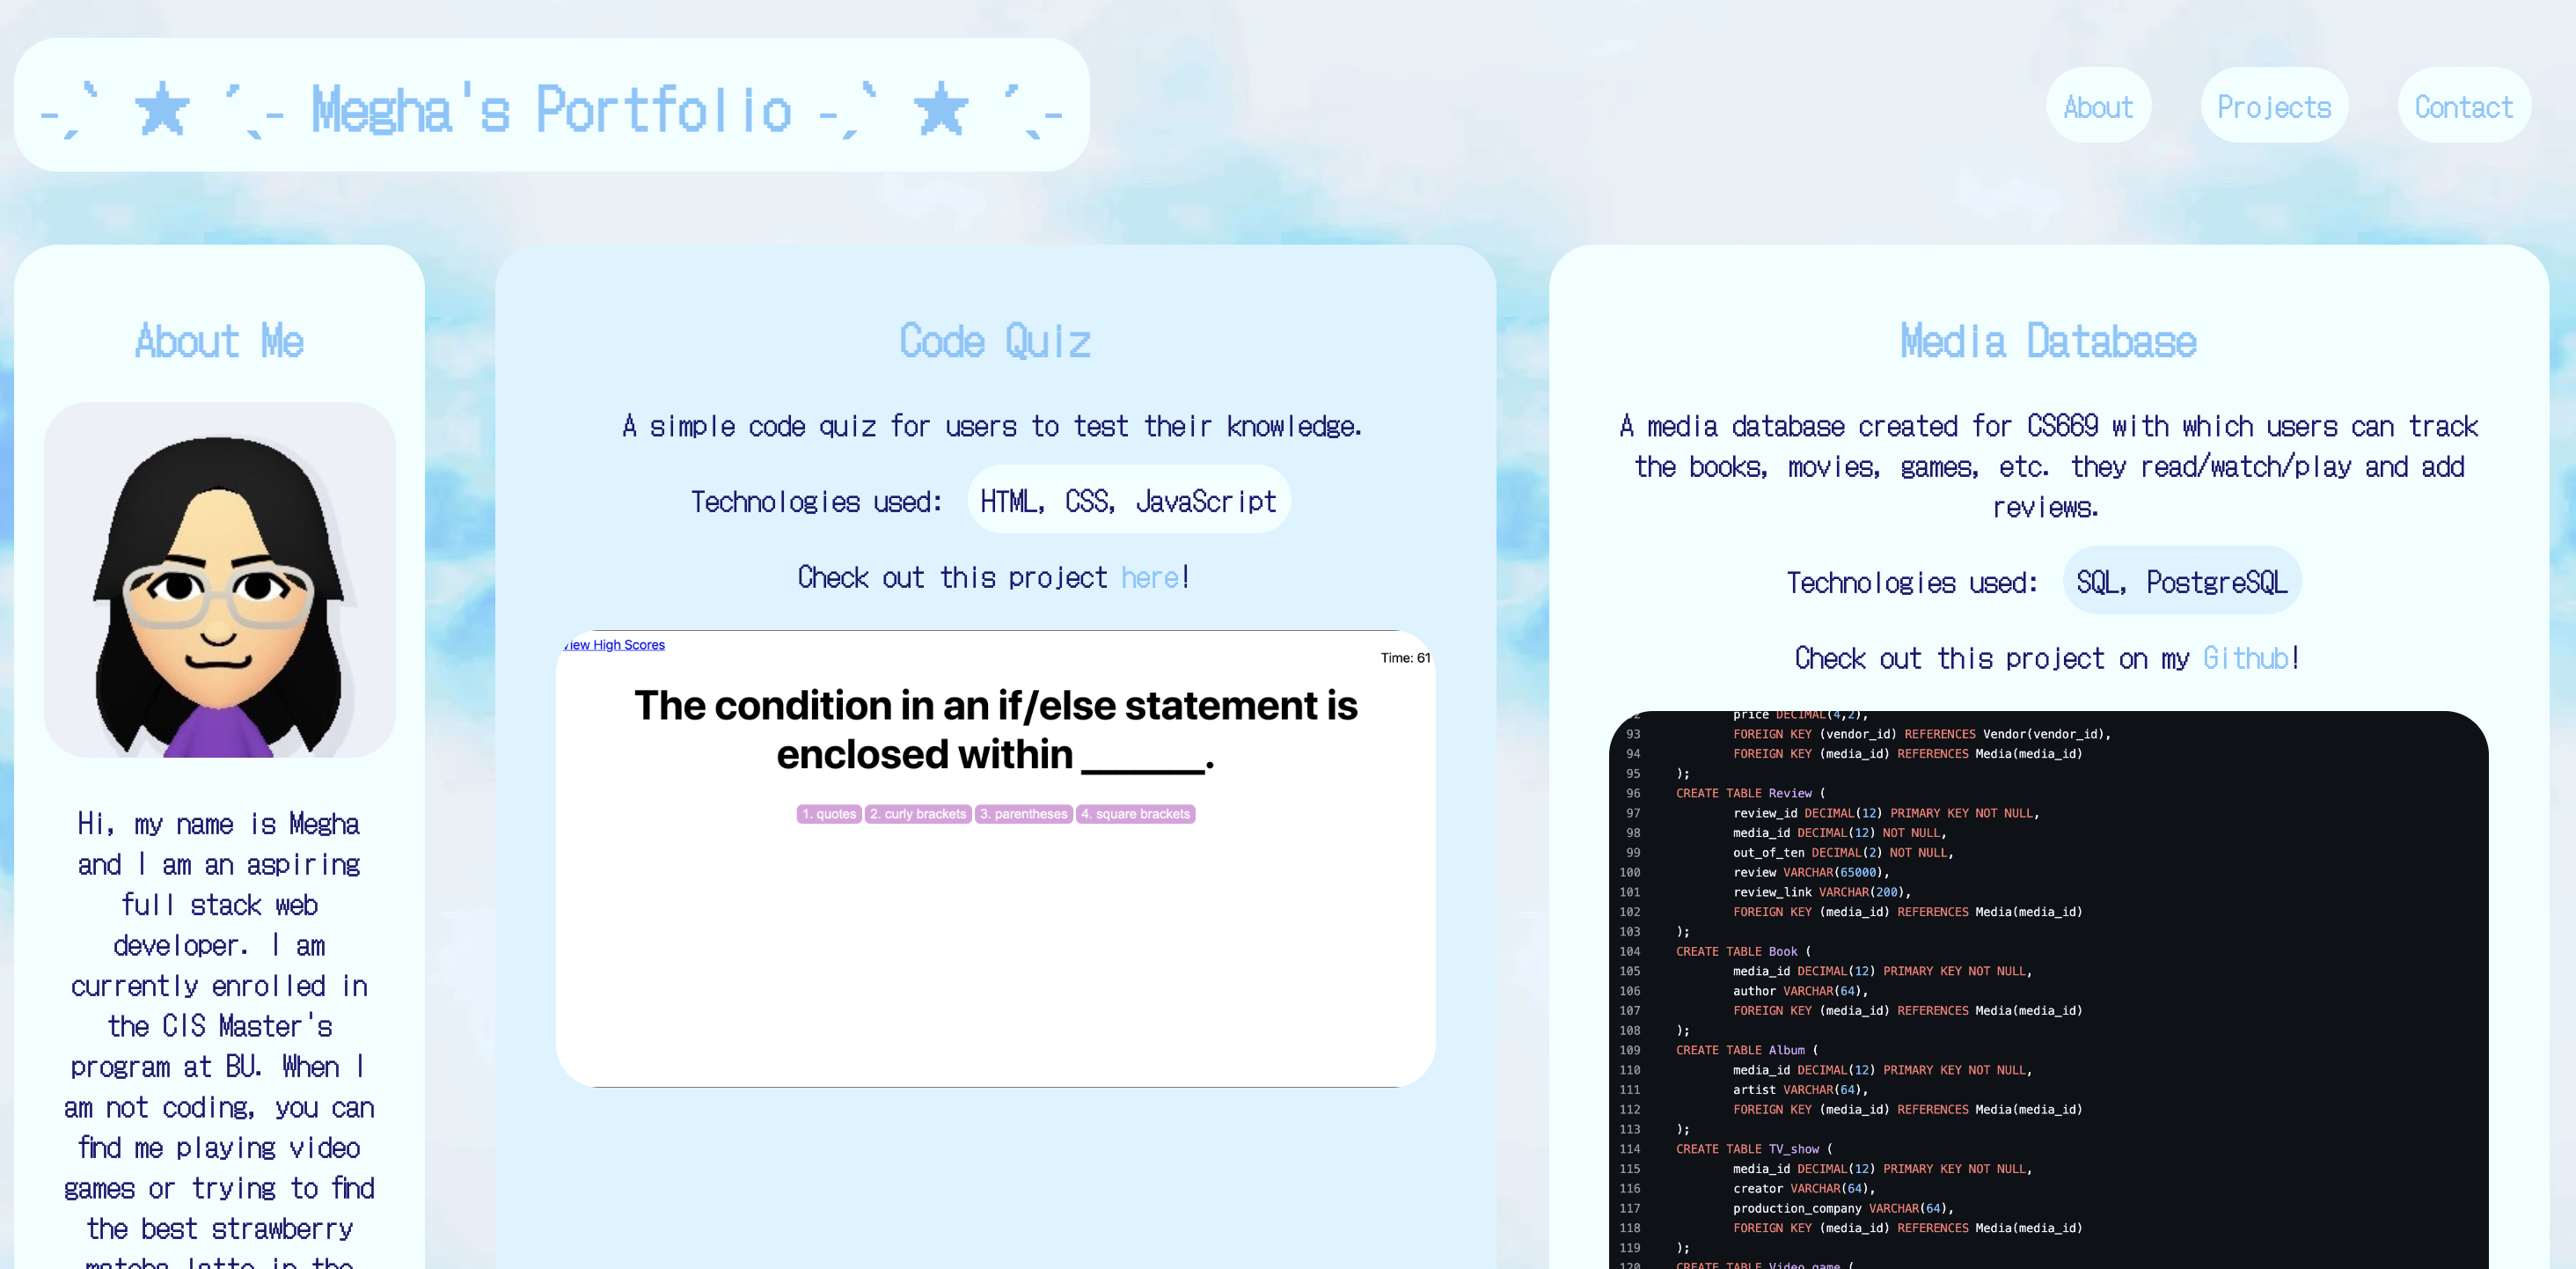 -ˏˋ ★ ˊˎ- Megha's Portfolio -ˏˋ ★ ˊˎ-
About
Projects
Contact
About Me
Hi, my name is Megha
and I am an aspiring
full stack web
developer. I am
currently enrolled in
the CIS Master's
program at BU. When I
am not coding, you can
find me playing video
games or trying to find
the best strawberry
matcha latte in the
Code Quiz
A simple code quiz for users to test their knowledge.
Technologies used: HTML, CSS, JavaScript
Check out this project here!
View High Scores
Time: 61
The condition in an if/else statement is
enclosed within ______.
1. quotes 2. curly brackets 3. parentheses 4. square brackets
Media Database
A media database created for CS669 with which users can track
the books, movies, games, etc. they read/watch/play and add
reviews.
Technologies used: SQL, PostgreSQL
Check out this project on my Github!
price DECIMAL(4,2),
93 FOREIGN KEY (vendor_id) REFERENCES Vendor(vendor_id),
94 FOREIGN KEY (media_id) REFERENCES Media(media_id)
95 );
96 CREATE TABLE Review (
97 review_id DECIMAL(12) PRIMARY KEY NOT NULL,
98 media_id DECIMAL(12) NOT NULL,
99 out_of_ten DECIMAL(2) NOT NULL,
100 review VARCHAR(65000),
101 review_link VARCHAR(200),
102 FOREIGN KEY (media_id) REFERENCES Media(media_id)
103 );
104 CREATE TABLE Book (
105 media_id DECIMAL(12) PRIMARY KEY NOT NULL,
106 author VARCHAR(64),
107 FOREIGN KEY (media_id) REFERENCES Media(media_id)
108 );
109 CREATE TABLE Album (
110 media_id DECIMAL(12) PRIMARY KEY NOT NULL,
111 artist VARCHAR(64),
112 FOREIGN KEY (media_id) REFERENCES Media(media_id)
113 );
114 CREATE TABLE TV_show (
115 media_id DECIMAL(12) PRIMARY KEY NOT NULL,
116 creator VARCHAR(64),
117 production_company VARCHAR(64),
118 FOREIGN KEY (media_id) REFERENCES Media(media_id)
119 );
120 CREATE TABLE Video_game (